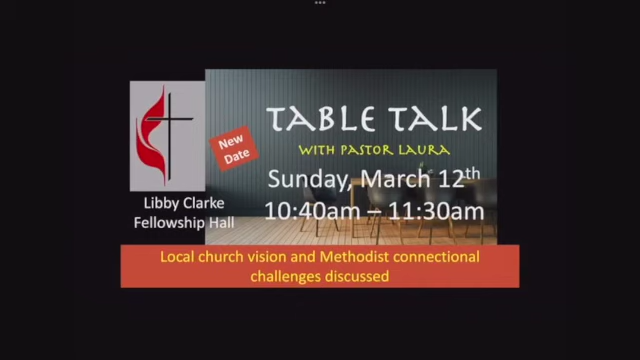 TABLE TALK
WITH PASTOR LAURA
New
Date
Sunday, March 12th
10:40am – 11:30am
Libby Clarke
Fellowship Hall
Local church vision and Methodist connectional
challenges discussed